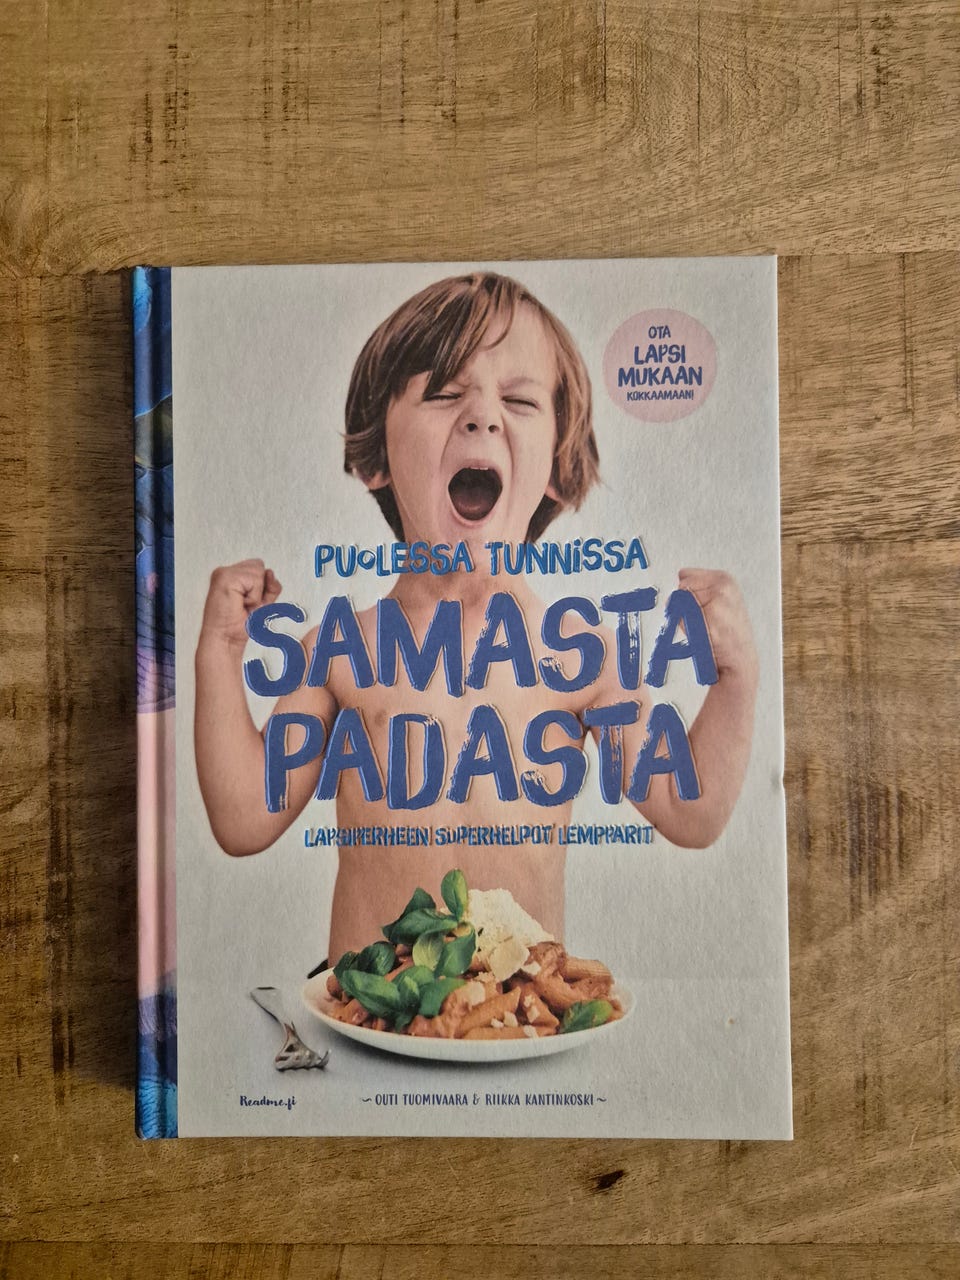 OTA
LAPSI
MUKAAN
KOKKAAMAAN!
PUOLESSA TUNNISSA
SAMASTA
PADASTA
LAPSIPERHEEN SUPERHELPOT LEMPPARIT
Readme.fi
~ OUTI TUOMIVAARA & RIIKKA KANTINKOSKI ~